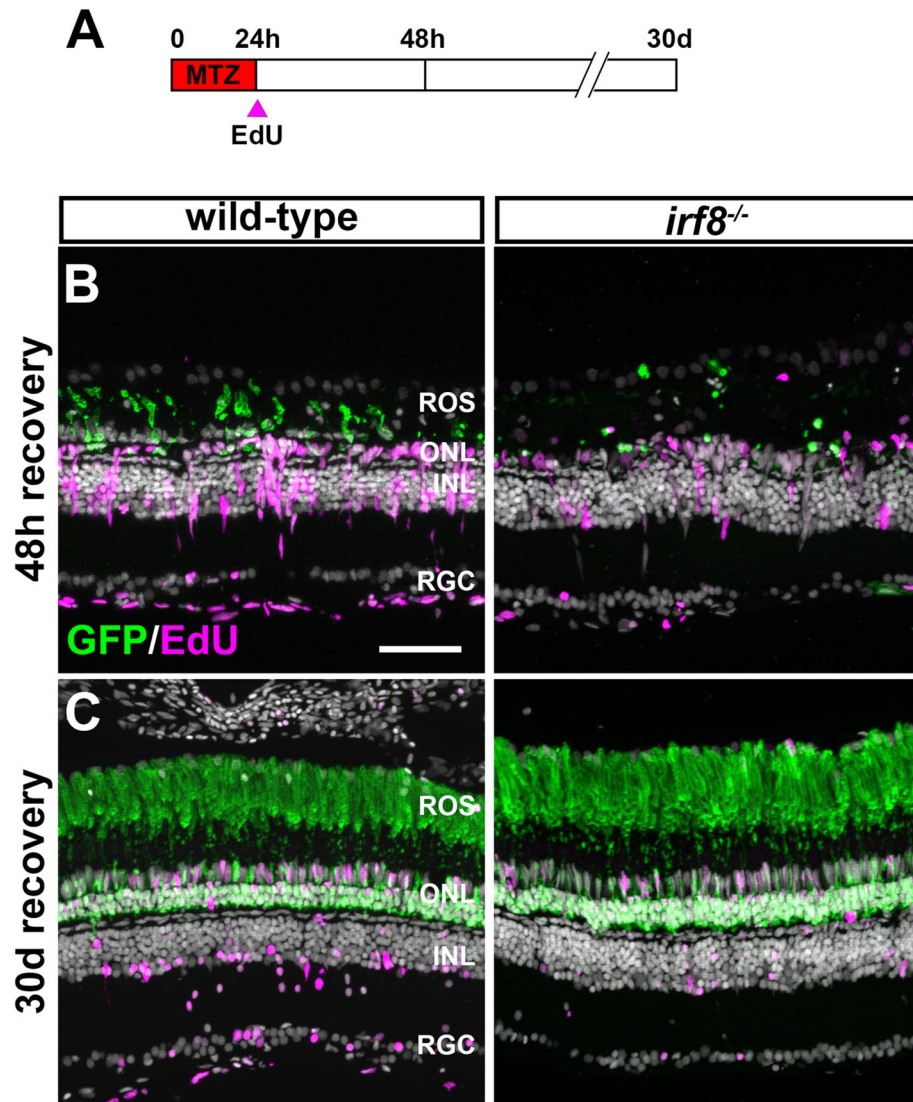 A
0 24h 48h 30d
MTZ
EdU
wild-type irf8-/-
B
48h recovery
ROS
ONL
INL
RGC
GFP/EdU
C
30d recovery
ROS
ONL
INL
RGC